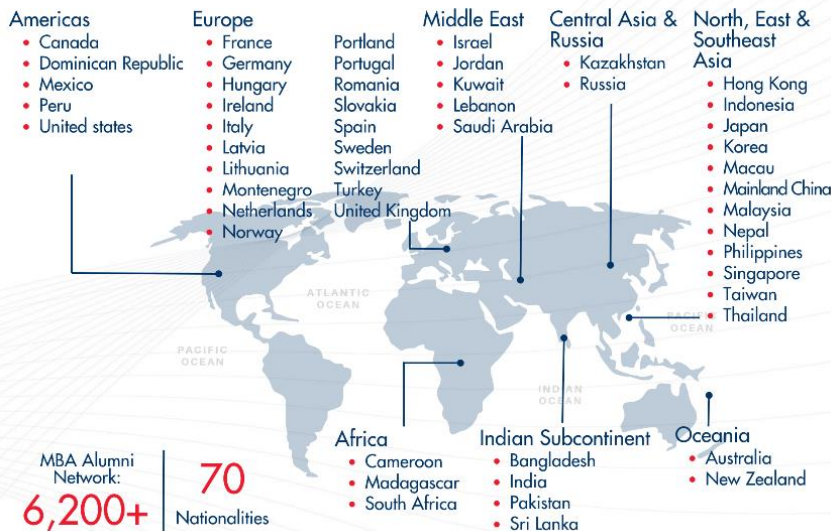 Americas
Canada
Dominican Republic
Mexico
Peru
United states
Europe
France
Germany
Hungary
Ireland
Italy
Latvia
Lithuania
Montenegro
Netherlands
Norway
Portland
Portugal
Romania
Slovakia
Spain
Sweden
Switzerland
Turkey
United Kingdom
Middle East
Israel
Jordan
Kuwait
Lebanon
Saudi Arabia
Central Asia &
Russia
Kazakhstan
Russia
North, East &
Southeast
Asia
Hong Kong
Indonesia
Japan
Korea
Macau
Mainland China
Malaysia
Nepal
Philippines
Singapore
Taiwan
Thailand
ATLANTIC
OCEAN
PACIFIC
OCEAN
PACIFIC
OCEAN
INDIAN
OCEAN
Africa
Cameroon
Madagascar
South Africa
Indian Subcontinent
Bangladesh
India
Pakistan
Sri Lanka
Oceania
Australia
New Zealand
MBA Alumni
Network:
6,200+
70
Nationalities